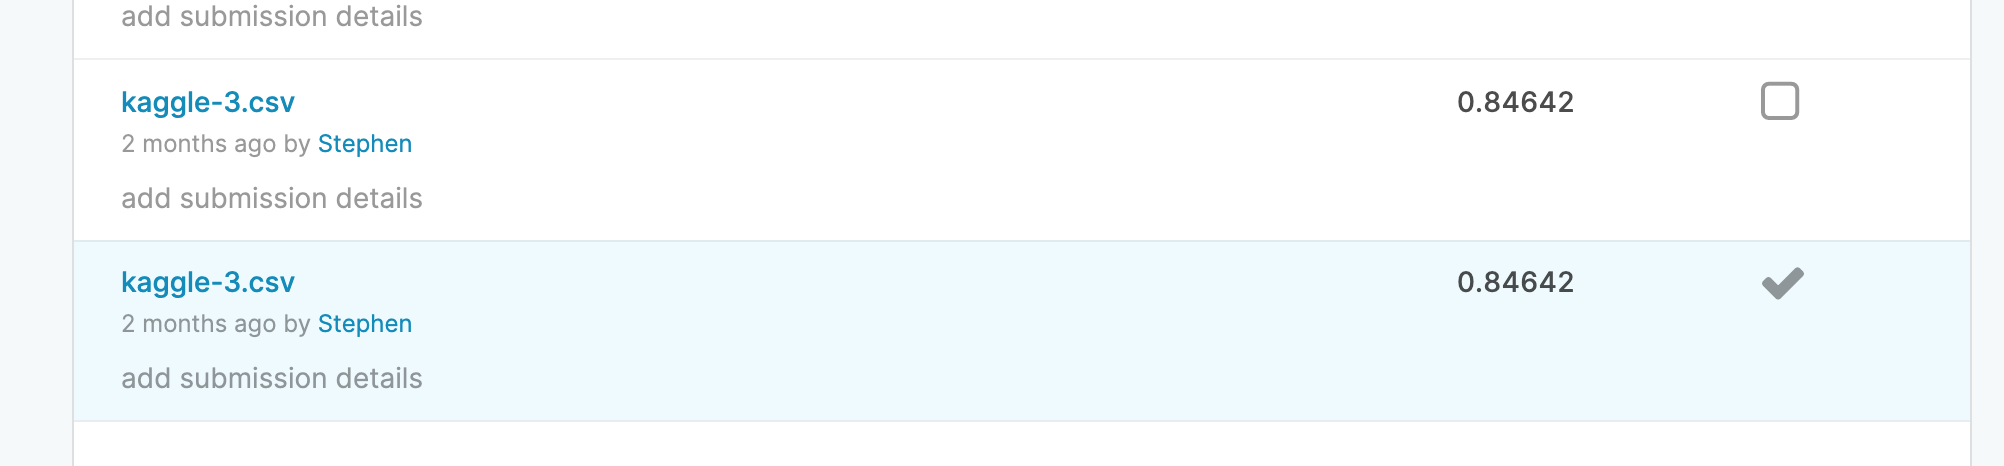 add submission details
kaggle-3.csv
0.84642
2 months ago by Stephen
add submission details
kaggle-3.csv
0.84642
2 months ago by Stephen
add submission details